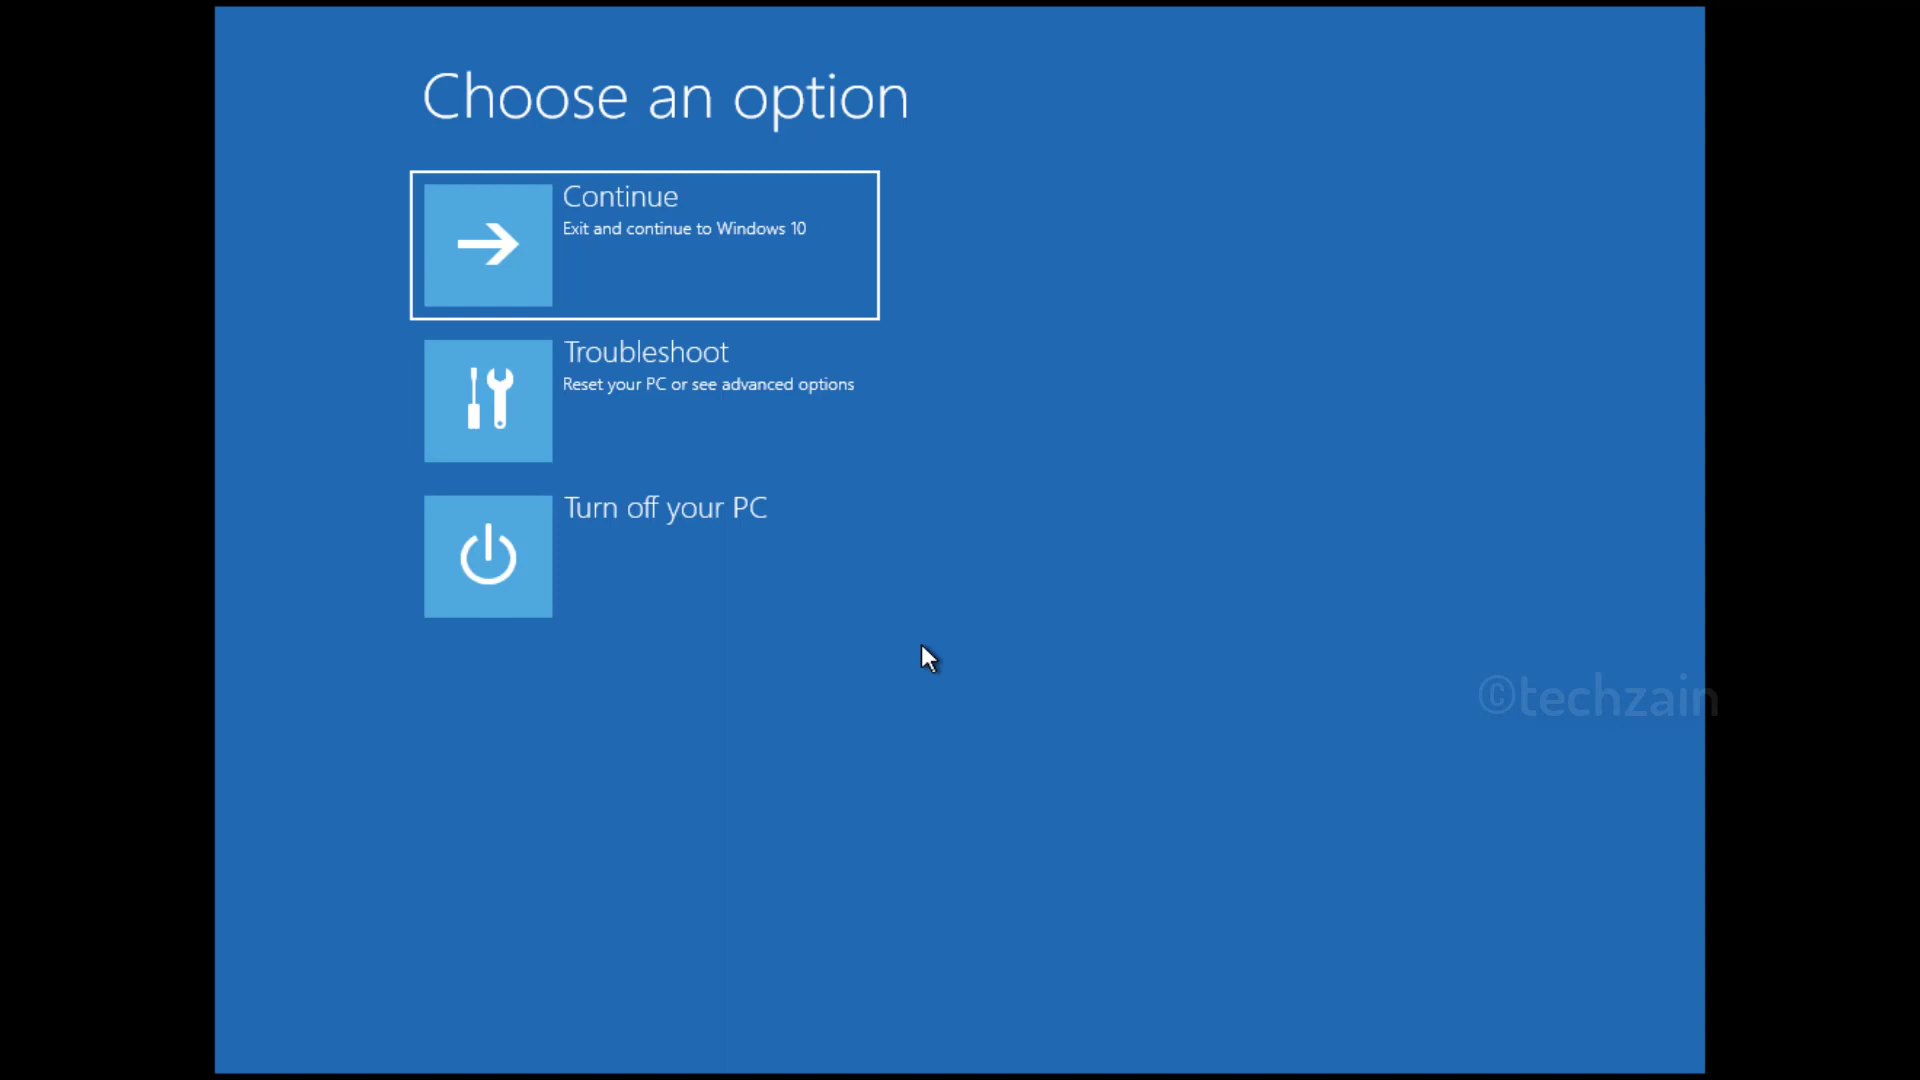 Choose an option
Continue
Exit and continue to Windows 10
Troubleshoot
Reset your PC or see advanced options
Turn off your PC
©techzain